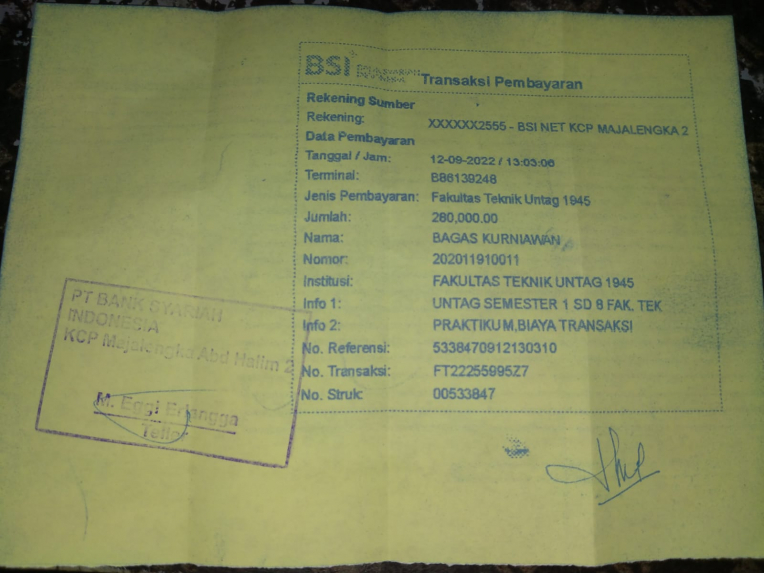 BSI
Transaksi Pembayaran
Rekening Sumber
Rekening: XXXXXX2555 - BSI NET KCP MAJALENGKA 2
Data Pembayaran
Tanggal / Jam: 12-09-2022 / 13:03:06
Terminal: B86139248
Jenis Pembayaran: Fakultas Teknik Untag 1945
Jumlah: 280,000.00
Nama: BAGAS KURNIAWAN
Nomor: 202011910011
Institusi: FAKULTAS TEKNIK UNTAG 1945
Info 1: UNTAG SEMESTER 1 SD 8 FAK. TEK
Info 2: PRAKTIKUM,BIAYA TRANSAKSI
No. Referensi: 5338470912130310
No. Transaksi: FT22255995Z7
No. Struk: 00533847
PT BANK SYARIAH
INDONESIA
KCP Majalengka Abd Halim 2
M. Eggi Erlangga
Teller